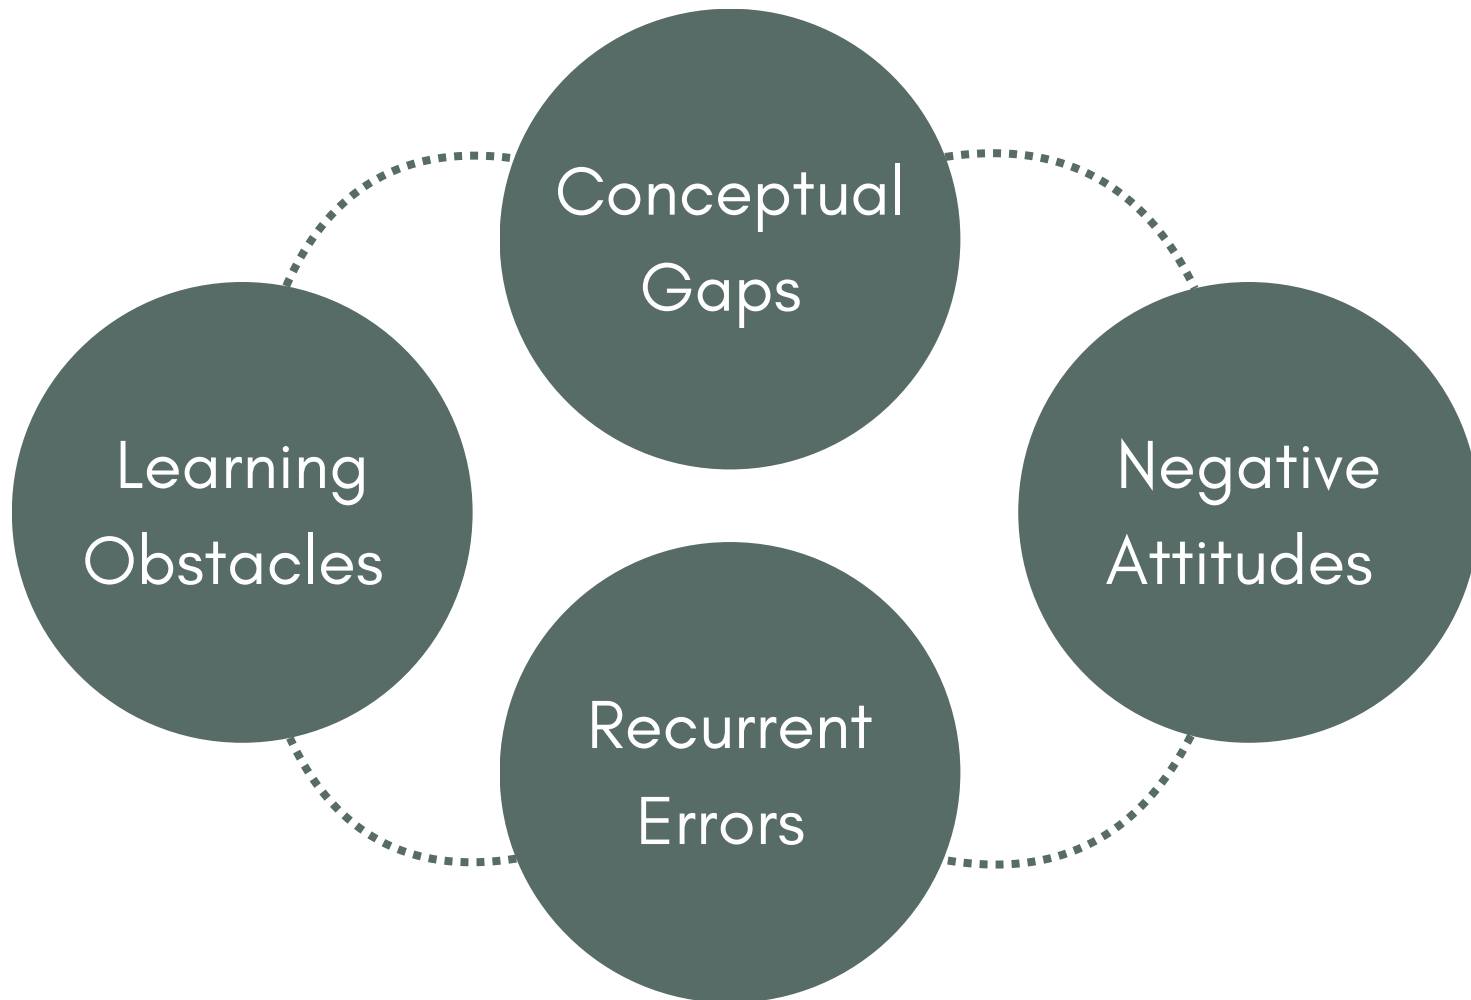 Conceptual
Gaps
Learning
Obstacles
Negative
Attitudes
Recurrent
Errors